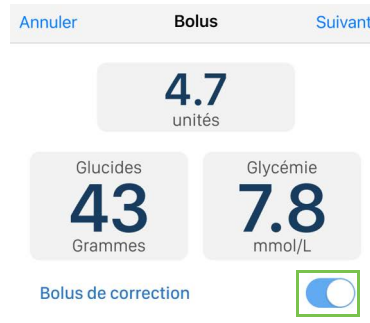 Annuler Bolus Suivant
4.7
unités
Glucides Glycémie
43 7.8
Grammes mmol/L
Bolus de correction